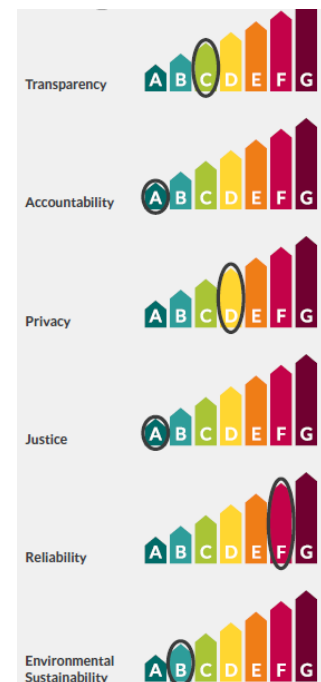 Transparency A B C D E F G
Accountability A B C D E F G
Privacy A B C D E F G
Justice A B C D E F G
Reliability A B C D E F G
Environmental
Sustainability A B C D E F G